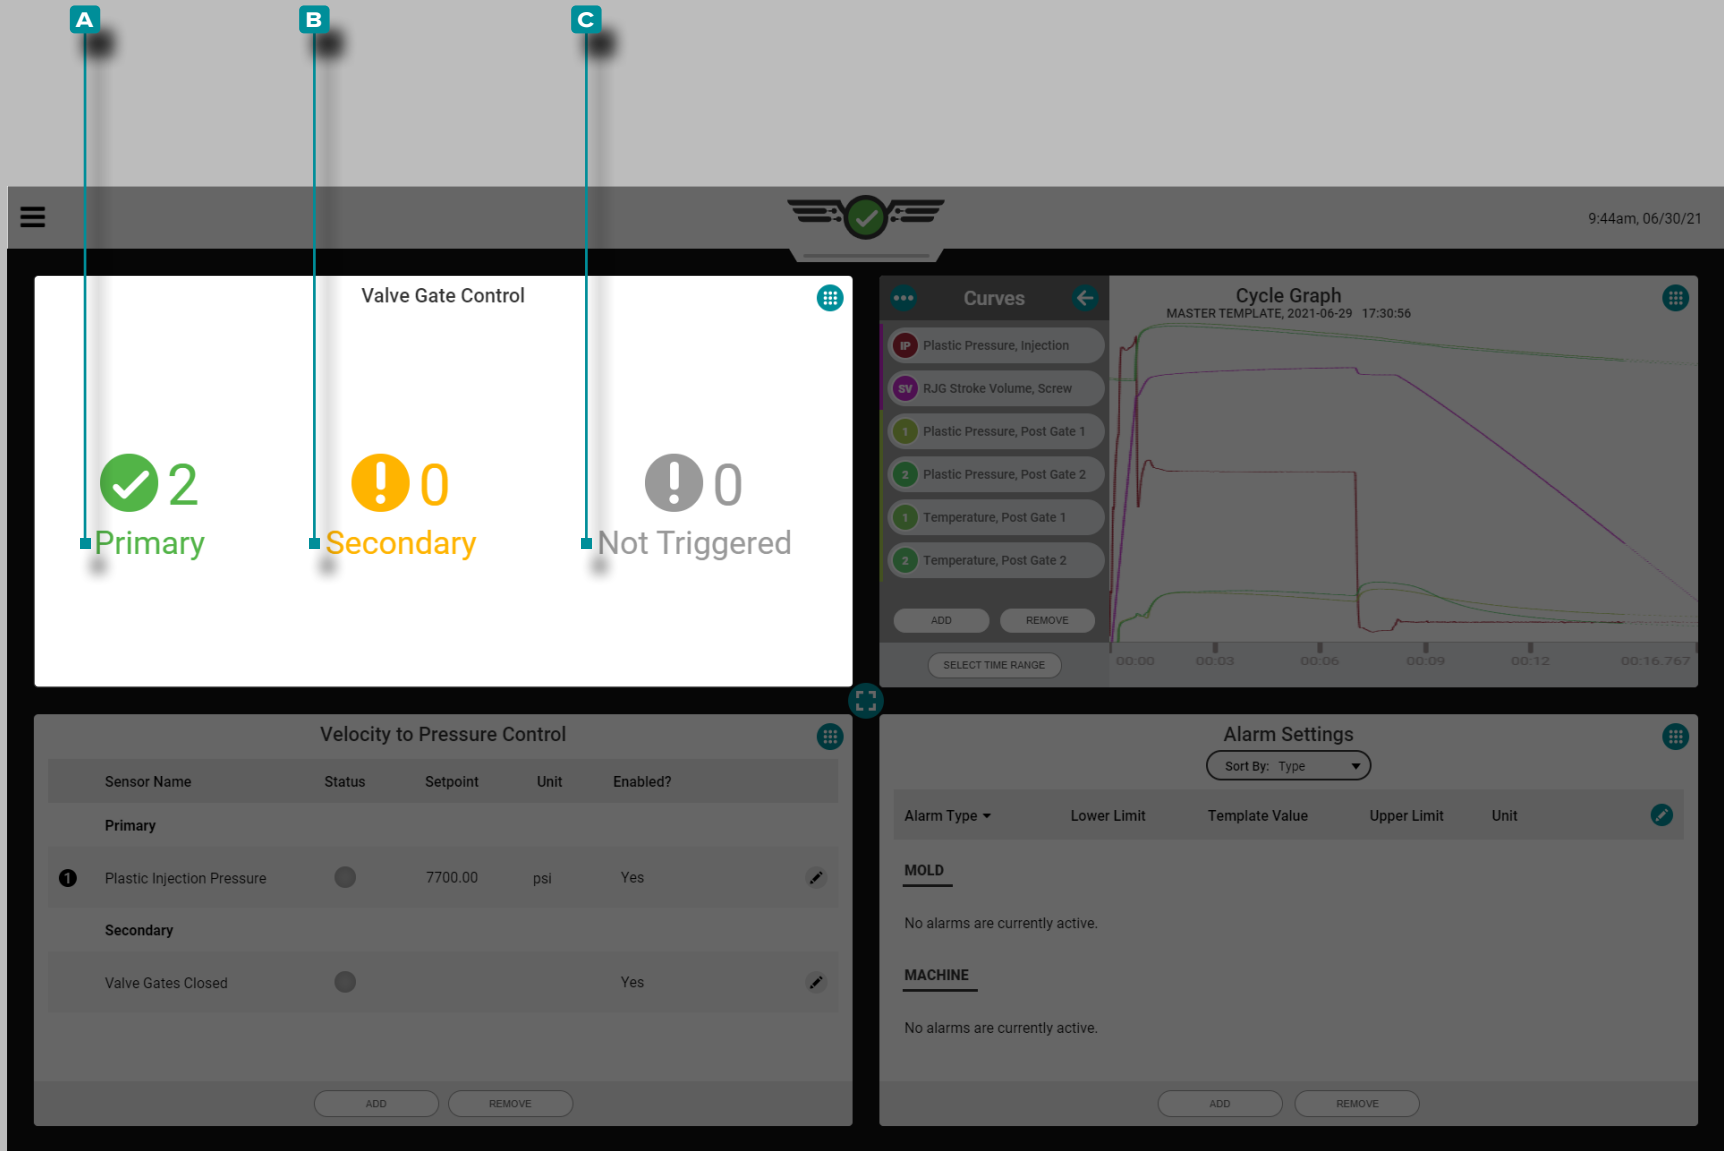 A
B
C
9:44am, 06/30/21
Valve Gate Control
2
Primary
0
Secondary
0
Not Triggered
Curves
IP Plastic Pressure, Injection
SV RJG Stroke Volume, Screw
1 Plastic Pressure, Post Gate 1
2 Plastic Pressure, Post Gate 2
1 Temperature, Post Gate 1
2 Temperature, Post Gate 2
ADD REMOVE
SELECT TIME RANGE
Cycle Graph
MASTER TEMPLATE, 2021-06-29 17:30:56
00:00 00:03 00:06 00:09 00:12 00:16.767
Velocity to Pressure Control
Sensor Name Status Setpoint Unit Enabled?
Primary
1 Plastic Injection Pressure 7700.00 psi Yes
Secondary
Valve Gates Closed Yes
ADD REMOVE
Alarm Settings
Sort By: Type
Alarm Type Lower Limit Template Value Upper Limit Unit
MOLD
No alarms are currently active.
MACHINE
No alarms are currently active.
ADD REMOVE